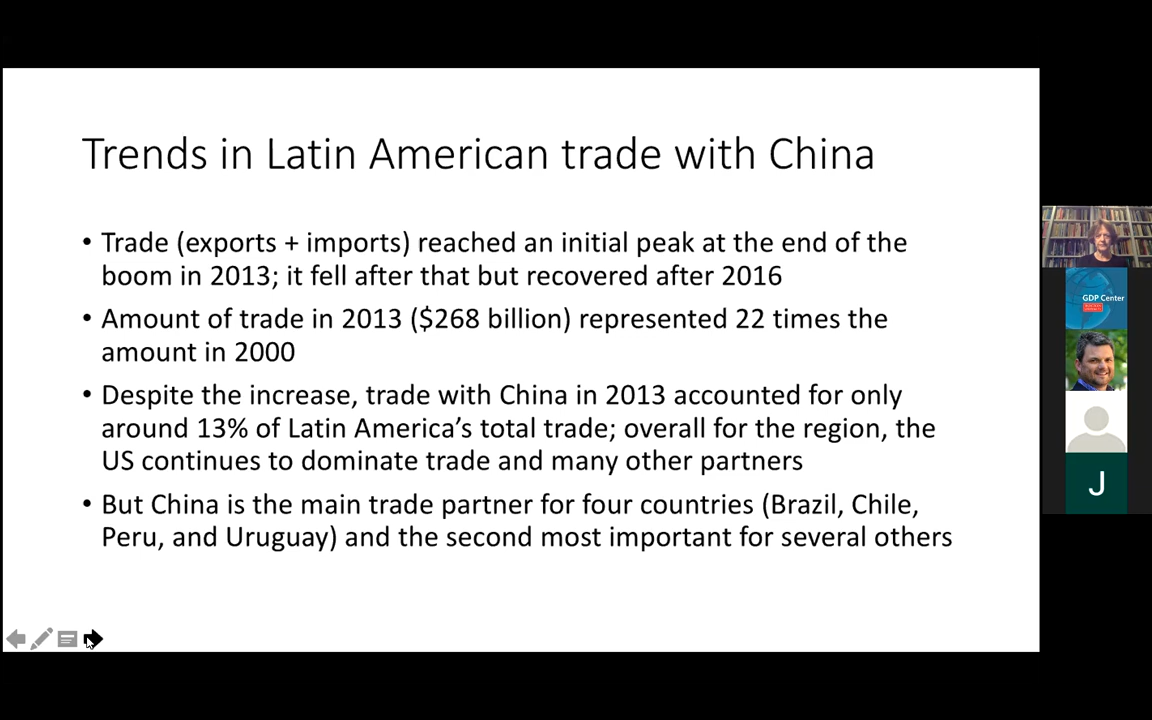 Trends in Latin American trade with China
• Trade (exports + imports) reached an initial peak at the end of the
boom in 2013; it fell after that but recovered after 2016
• Amount of trade in 2013 ($268 billion) represented 22 times the
amount in 2000
• Despite the increase, trade with China in 2013 accounted for only
around 13% of Latin America’s total trade; overall for the region, the
US continues to dominate trade and many other partners
• But China is the main trade partner for four countries (Brazil, Chile,
Peru, and Uruguay) and the second most important for several others
GDP Center
J